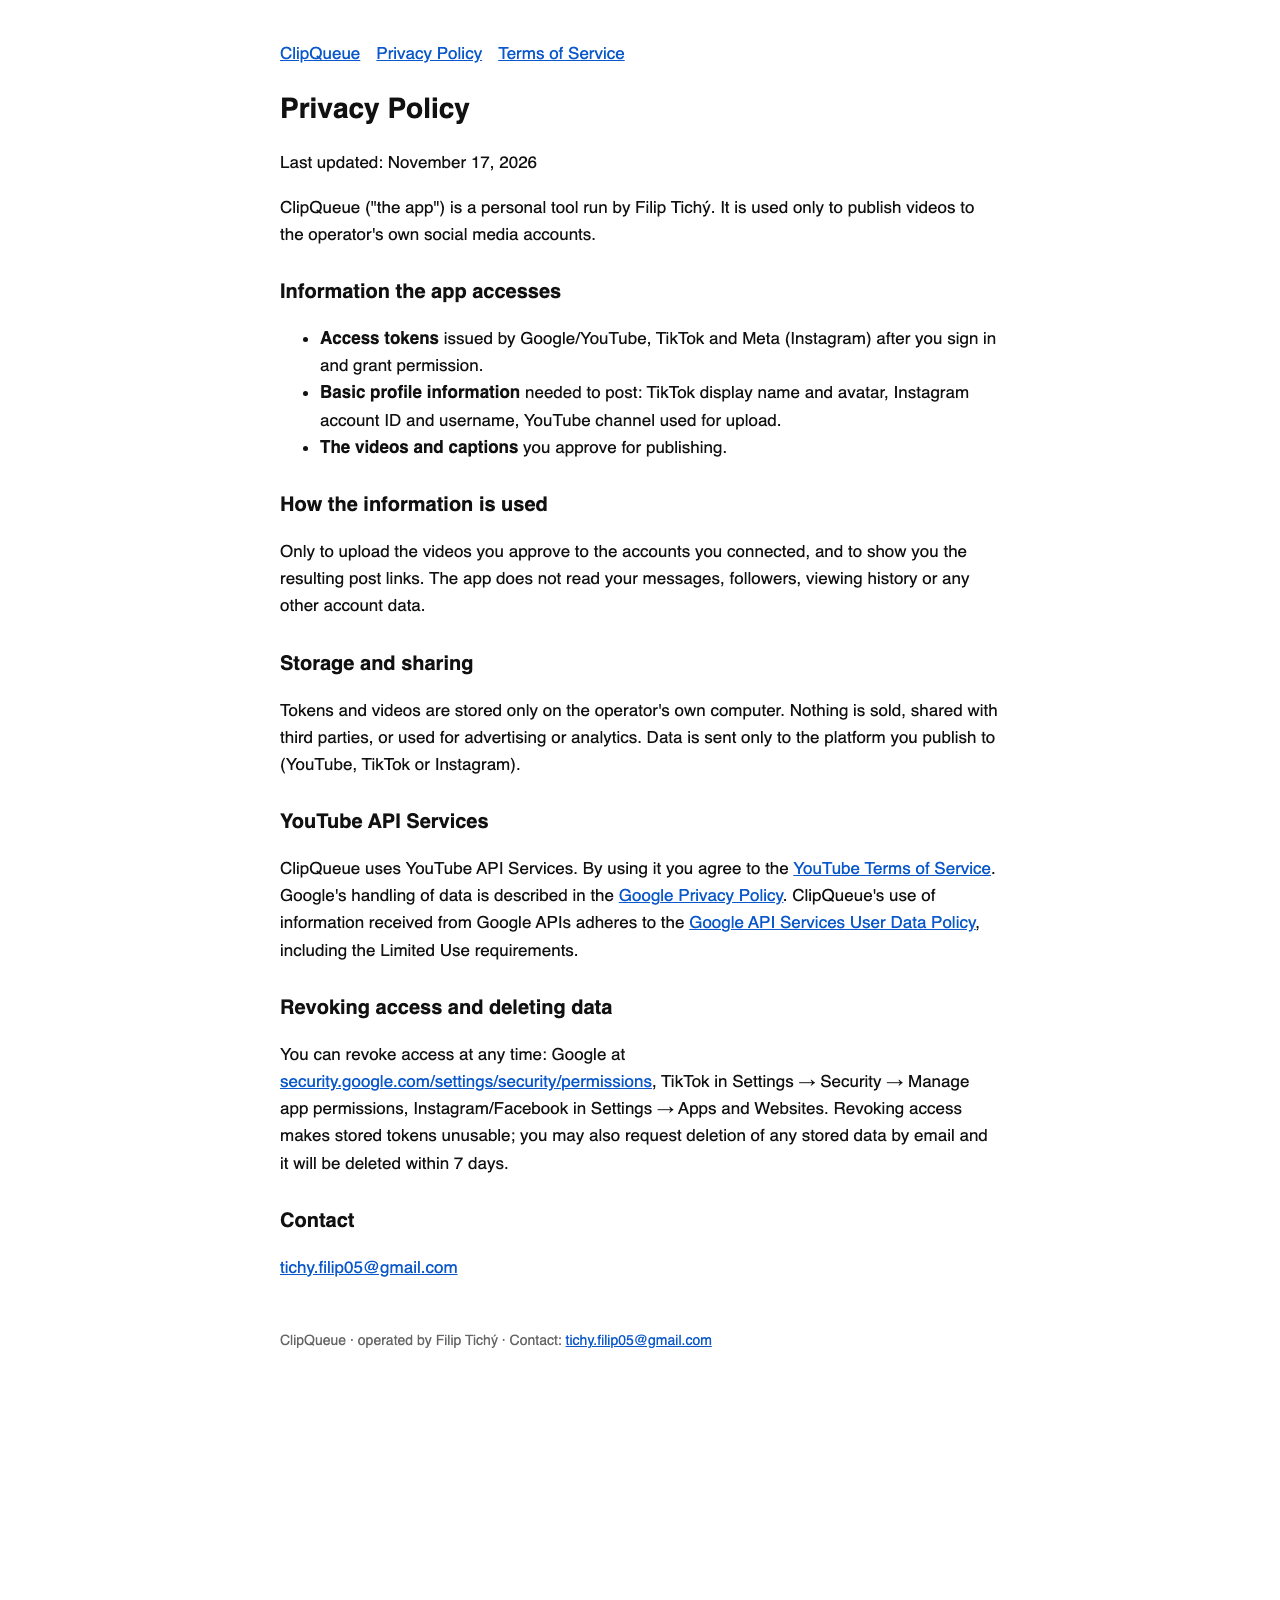 ClipQueue Privacy Policy Terms of Service
Privacy Policy
Last updated: November 17, 2026
ClipQueue ("the app") is a personal tool run by Filip Tichý. It is used only to publish videos to
the operator's own social media accounts.
Information the app accesses
• Access tokens issued by Google/YouTube, TikTok and Meta (Instagram) after you sign in
and grant permission.
• Basic profile information needed to post: TikTok display name and avatar, Instagram
account ID and username, YouTube channel used for upload.
• The videos and captions you approve for publishing.
How the information is used
Only to upload the videos you approve to the accounts you connected, and to show you the
resulting post links. The app does not read your messages, followers, viewing history or any
other account data.
Storage and sharing
Tokens and videos are stored only on the operator's own computer. Nothing is sold, shared with
third parties, or used for advertising or analytics. Data is sent only to the platform you publish to
(YouTube, TikTok or Instagram).
YouTube API Services
ClipQueue uses YouTube API Services. By using it you agree to the YouTube Terms of Service.
Google's handling of data is described in the Google Privacy Policy. ClipQueue's use of
information received from Google APIs adheres to the Google API Services User Data Policy,
including the Limited Use requirements.
Revoking access and deleting data
You can revoke access at any time: Google at
security.google.com/settings/security/permissions, TikTok in Settings → Security → Manage
app permissions, Instagram/Facebook in Settings → Apps and Websites. Revoking access
makes stored tokens unusable; you may also request deletion of any stored data by email and
it will be deleted within 7 days.
Contact
tichy.filip05@gmail.com
ClipQueue · operated by Filip Tichý · Contact: tichy.filip05@gmail.com